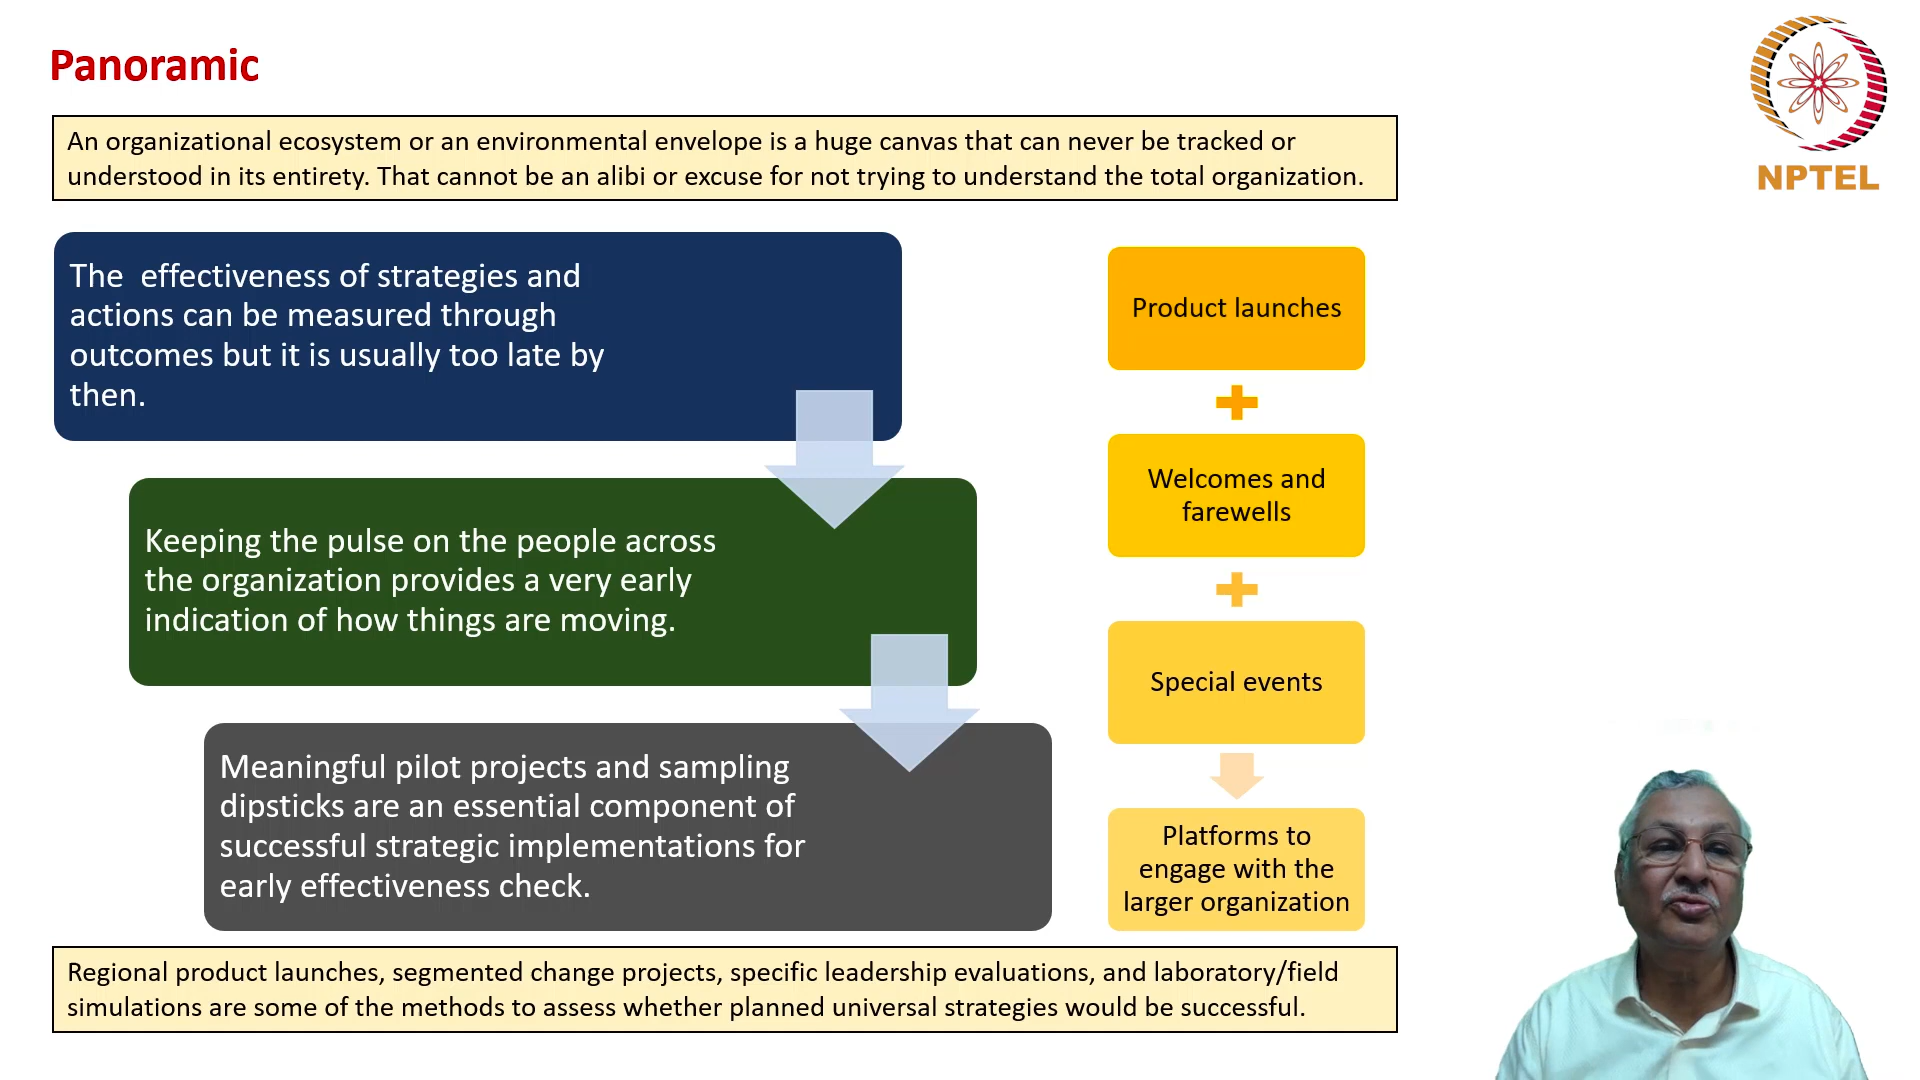 Panoramic
An organizational ecosystem or an environmental envelope is a huge canvas that can never be tracked or
understood in its entirety. That cannot be an alibi or excuse for not trying to understand the total organization.
The  effectiveness of strategies and
actions can be measured through
outcomes but it is usually too late by
then.
Keeping the pulse on the people across
the organization provides a very early
indication of how things are moving.
Meaningful pilot projects and sampling
dipsticks are an essential component of
successful strategic implementations for
early effectiveness check.
Product launches
Welcomes and
farewells
Special events
Platforms to
engage with the
larger organization
Regional product launches, segmented change projects, specific leadership evaluations, and laboratory/field
simulations are some of the methods to assess whether planned universal strategies would be successful.
NPTEL